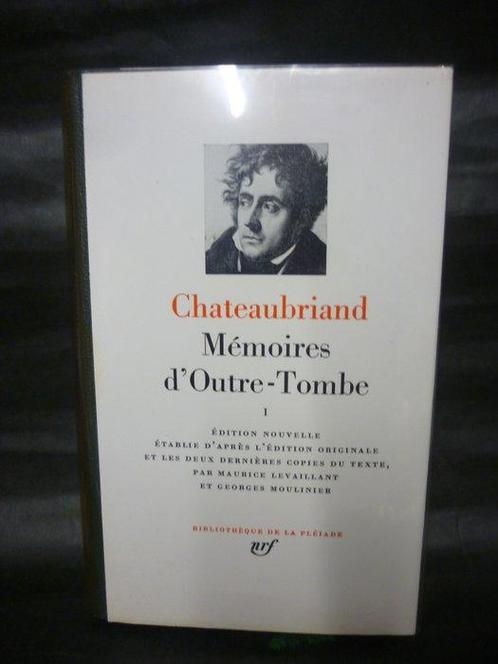 Chateaubriand
Mémoires
d'Outre-Tombe
I
ÉDITION NOUVELLE
ÉTABLIE D'APRÈS L'ÉDITION ORIGINALE
ET LES DEUX DERNIÈRES COPIES DU TEXTE,
PAR MAURICE LEVAILLANT
ET GEORGES MOULINIER
BIBLIOTHÈQUE DE LA PLÉIADE
nrf